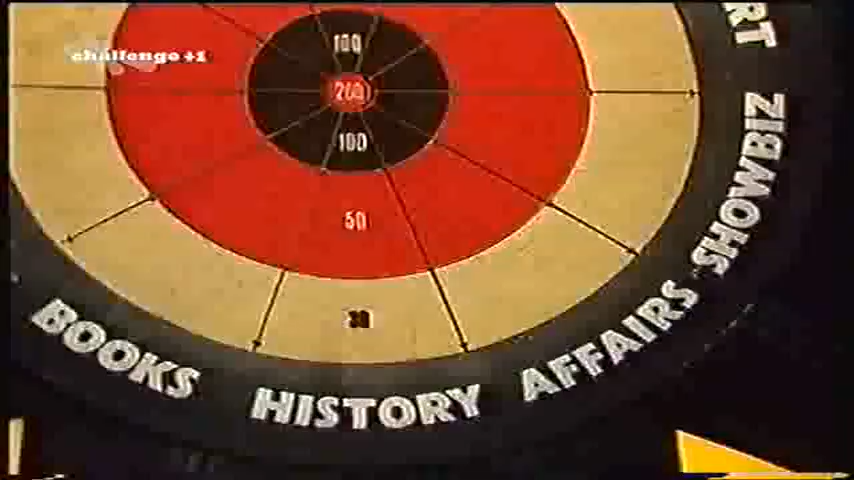 challenge +1
100
200
100
50
30
BOOKS
HISTORY
AFFAIRS
SHOWBIZ
RT